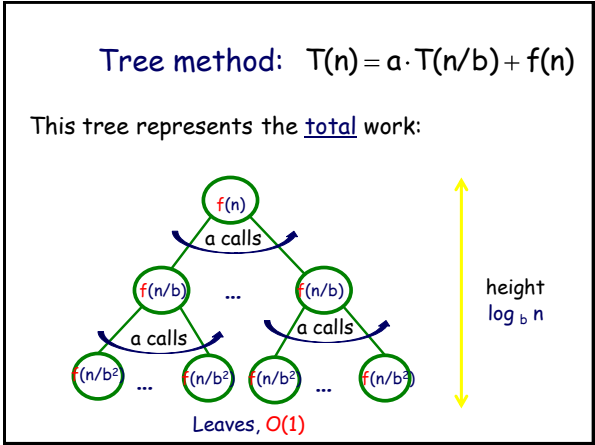 Tree method: T(n) = a · T(n/b) + f(n)
This tree represents the total work:
f(n)
a calls
f(n/b) ... f(n/b)
height
log b n
a calls a calls
f(n/b²) ... f(n/b²) f(n/b²) ... f(n/b²)
Leaves, O(1)